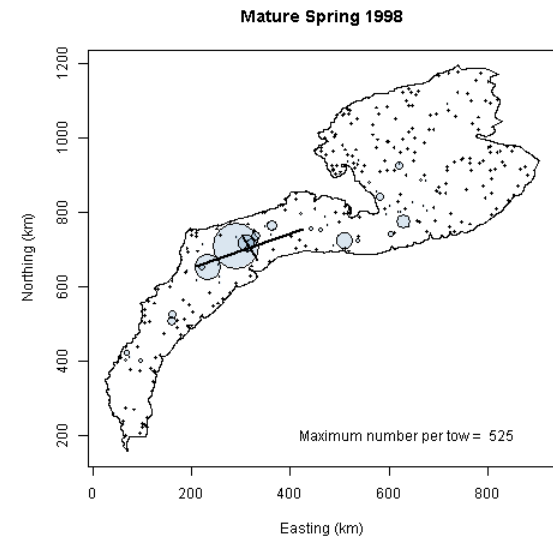 Mature Spring 1998
1200
1000
800
600
400
200
Northing (km)
Maximum number per tow = 525
0 200 400 600 800
Easting (km)